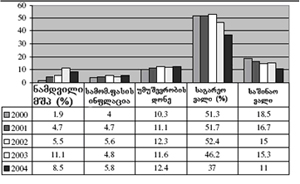 60
50
40
30
20
10
0
ნამდვილი სამომ.ფასის უმუშევრობის საგარეო საშინაო
მშპ (%) ინფლაცია დონე ვალი (%) ვალი
2000 1.9 4 10.3 51.3 18.5
2001 4.7 4.7 11.1 51.7 16.7
2002 5.5 5.6 12.3 52.4 15
2003 11.1 4.8 11.6 46.2 15.3
2004 8.5 5.8 12.4 37 11